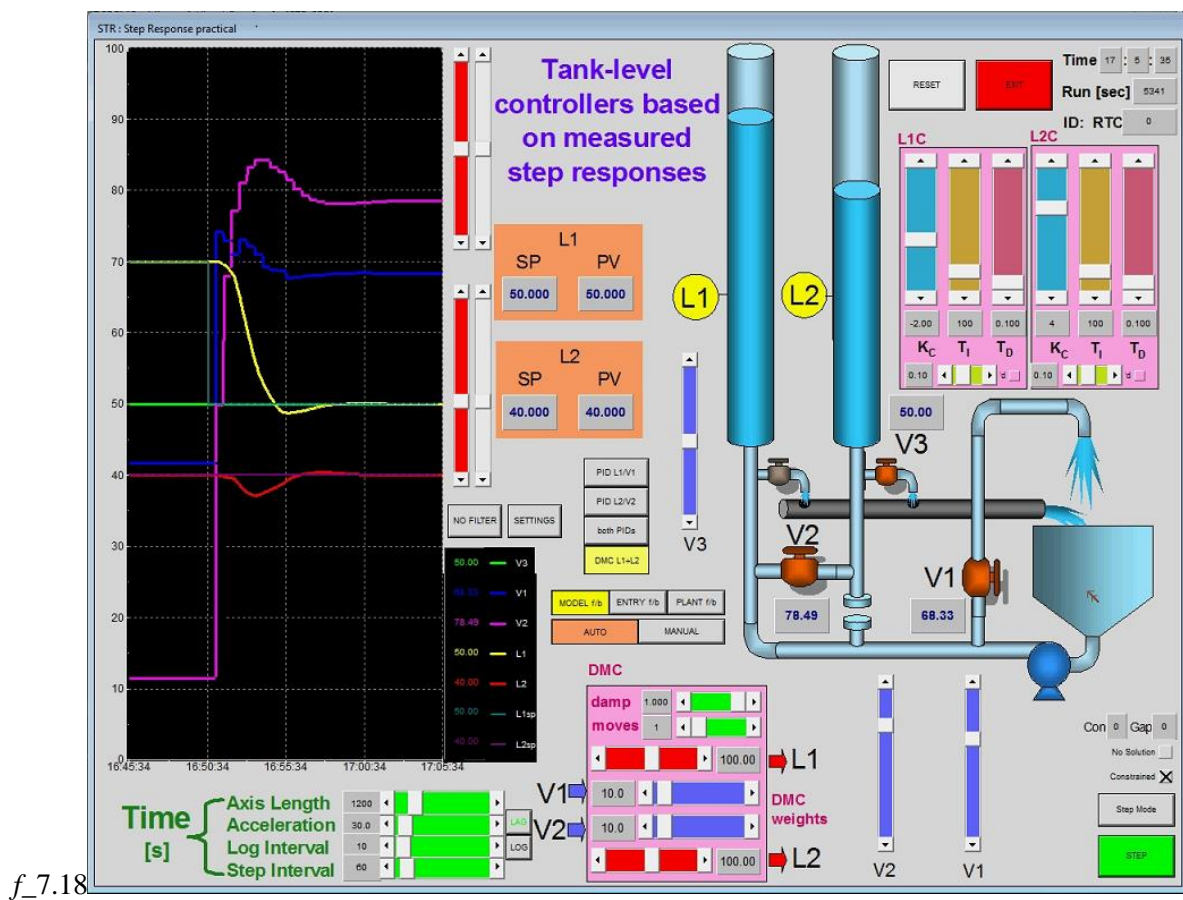 STR : Step Response practical
100
90
80
70
60
50
40
30
20
10
0
16:45:34 16:50:34 16:55:34 17:00:34 17:05:34
Tank-level
controllers based
on measured
step responses
RESET
EXIT
Time 17 : 5 : 35
Run [sec] 5341
ID: RTC 0
L1C
-2.00 100 0.100
KC TI TD
0.10
L2C
4 100 0.100
KC TI TD
0.10
L1
SP PV
50.000 50.000
L2
SP PV
40.000 40.000
L1
L2
V3
50.00
V3
V2
78.49
V1
68.33
NO FILTER SETTINGS
PID L1/V1
PID L2/V2
both PIDs
DMC L1+L2
50.00 V3
68.33 V1
78.49 V2
50.00 L1
40.00 L2
50.00 L1sp
40.00 L2sp
MODEL f/b ENTRY f/b PLANT f/b
AUTO MANUAL
DMC
damp 1.000
moves 1
100.00 L1
V1 10.0
V2 10.0
DMC
weights
100.00 L2
V2 V1
Con 0 Gap 0
No Solution
Constrained
Step Mode
STEP
Time
[s]
Axis Length 1200
Acceleration 30.0
Log Interval 10
Step Interval 60
LAG
LOG
f_7.18